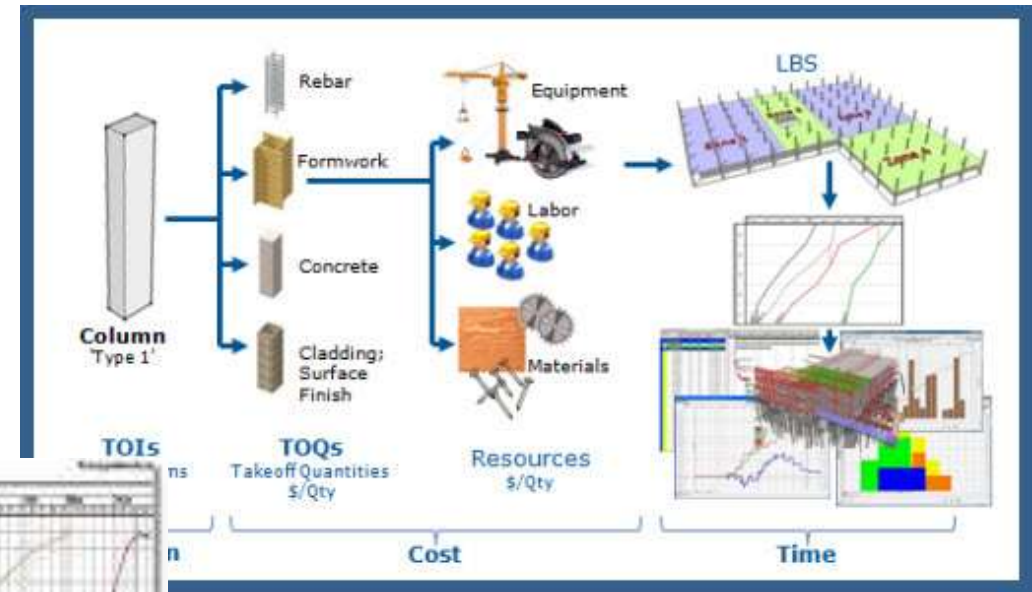 LBS
Rebar
Equipment
Formwork
Labor
Concrete
Column
'Type 1'
Cladding;
Surface
Finish
Materials
TOIs
ms
TOQs
Takeoff Quantities
$/Qty
Resources
$/Qty
n
Cost
Time